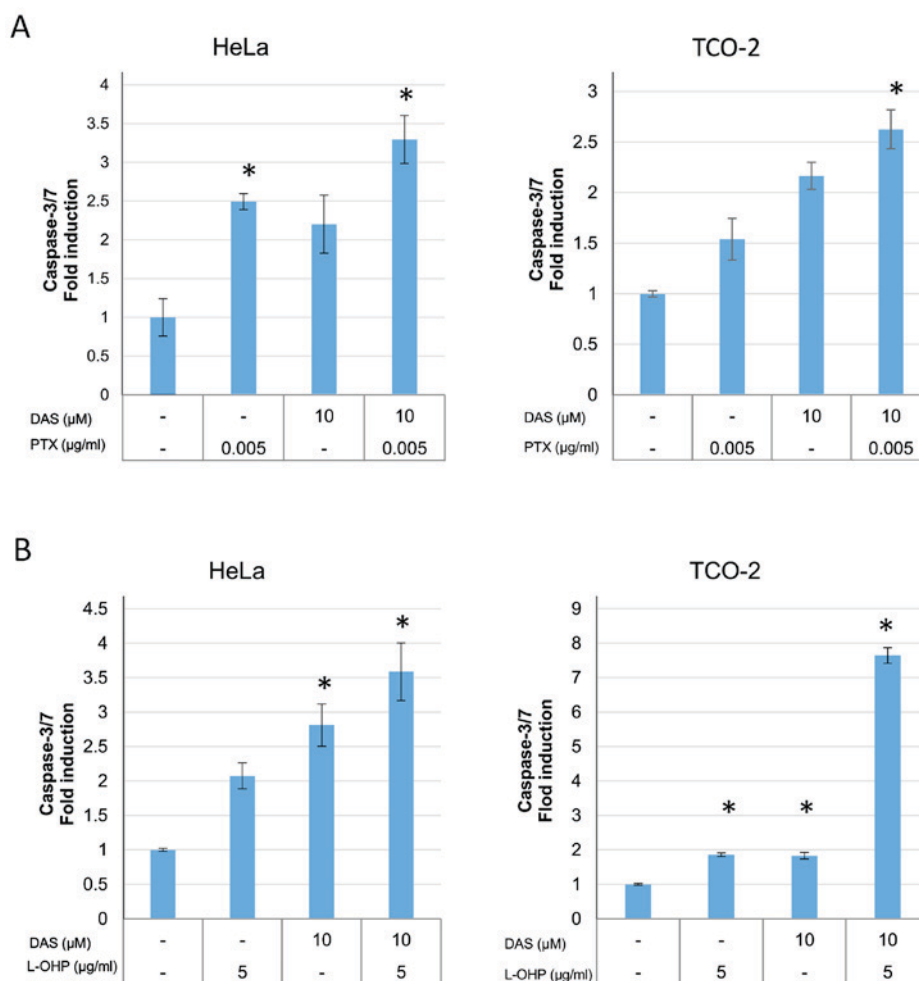 A
HeLa
Caspase-3/7
Fold induction
4
3.5
3
2.5
2
1.5
1
0.5
0
*
*
DAS (µM) - - 10 10
PTX (µg/ml) - 0.005 - 0.005
TCO-2
Caspase-3/7
Fold induction
3
2.5
2
1.5
1
0.5
0
*
DAS (µM) - - 10 10
PTX (µg/ml) - 0.005 - 0.005
B
HeLa
Caspase-3/7
Fold induction
4.5
4
3.5
3
2.5
2
1.5
1
0.5
0
*
*
DAS (µM) - - 10 10
L-OHP (µg/ml) - 5 - 5
TCO-2
Caspase-3/7
Flod induction
9
8
7
6
5
4
3
2
1
0
*
*
*
DAS (µM) - - 10 10
L-OHP (µg/ml) - 5 - 5